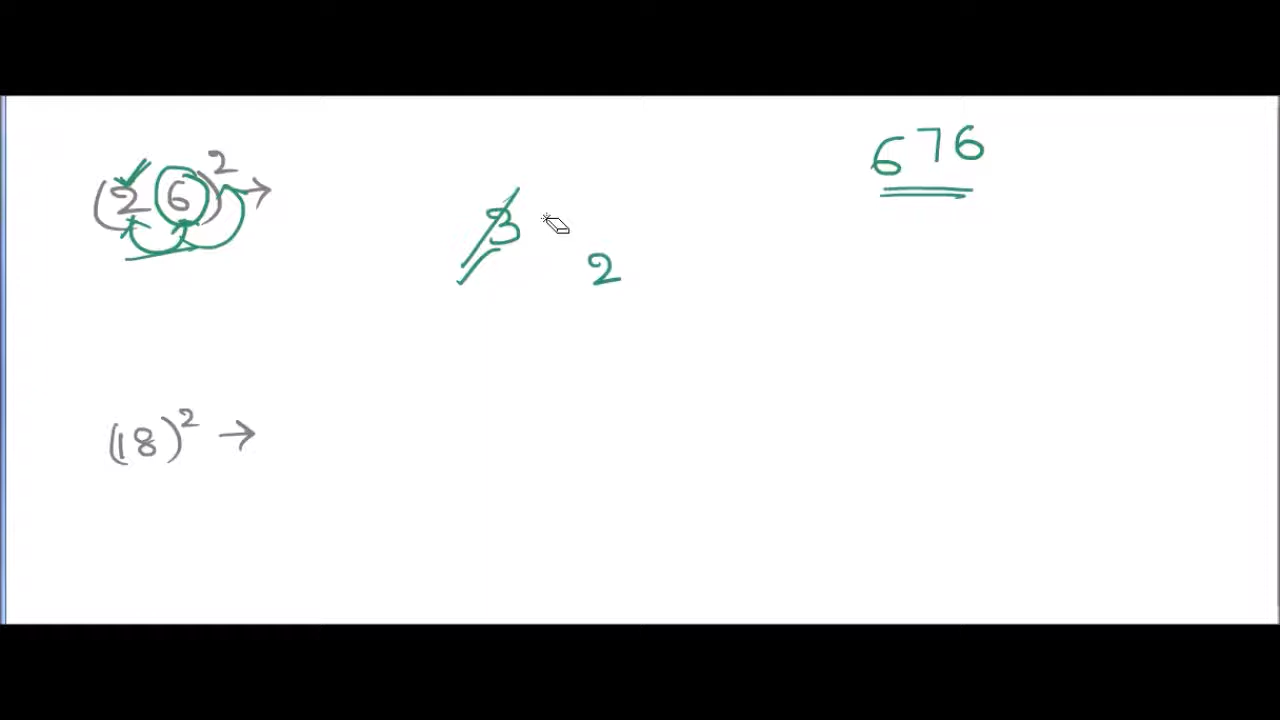 (26)² → 676
3
2
(18)² →